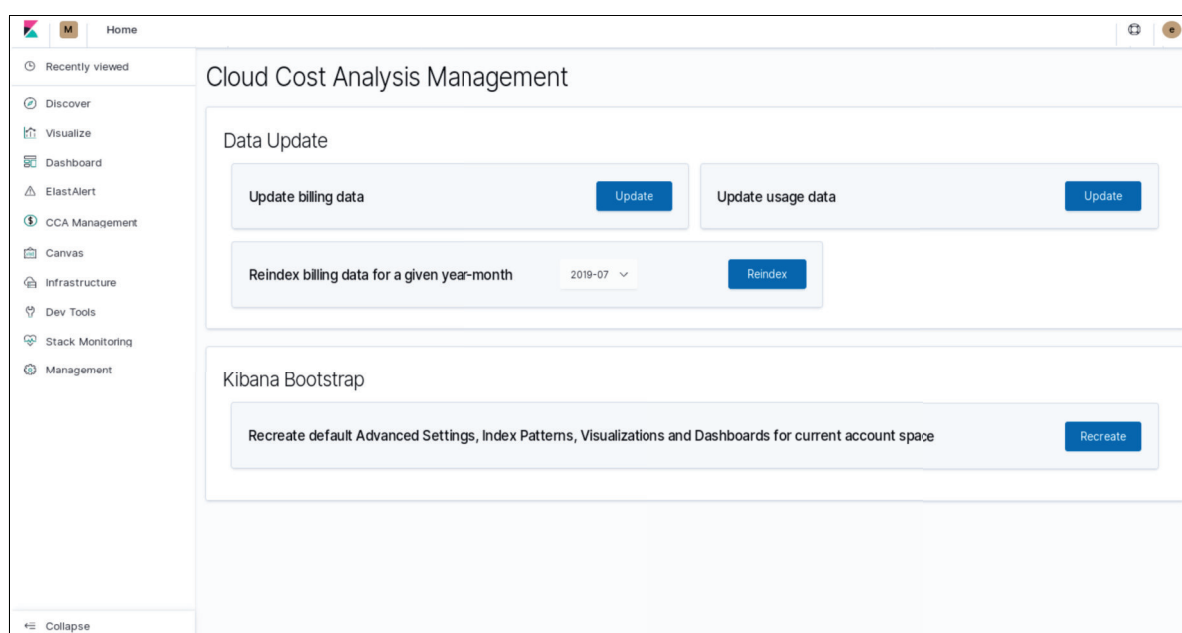 M Home e
Recently viewed
Discover
Visualize
Dashboard
ElastAlert
CCA Management
Canvas
Infrastructure
Dev Tools
Stack Monitoring
Management
Collapse
Cloud Cost Analysis Management
Data Update
Update billing data Update
Update usage data Update
Reindex billing data for a given year-month 2019-07 Reindex
Kibana Bootstrap
Recreate default Advanced Settings, Index Patterns, Visualizations and Dashboards for current account space Recreate